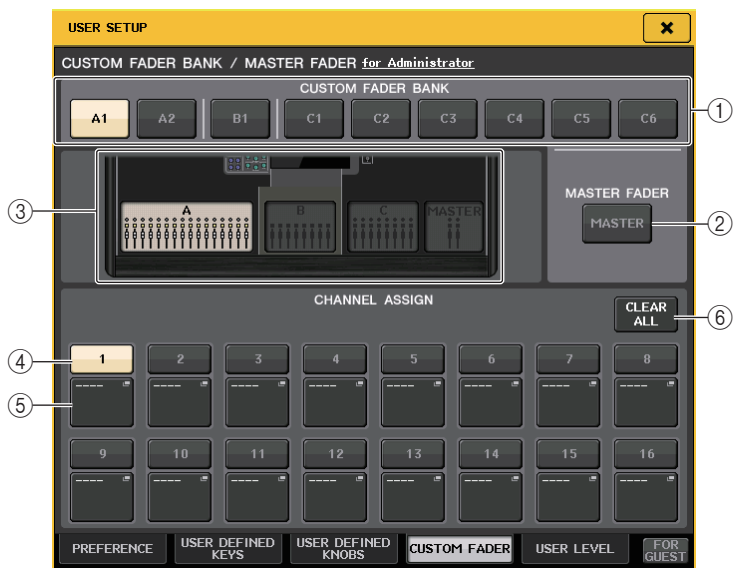 USER SETUP
CUSTOM FADER BANK / MASTER FADER for Administrator
CUSTOM FADER BANK
A1 A2 B1 C1 C2 C3 C4 C5 C6
①
③
A B C MASTER
MASTER FADER
MASTER
②
CHANNEL ASSIGN
CLEAR ALL
⑥
④
1 2 3 4 5 6 7 8
⑤
---- ---- ---- ---- ---- ---- ---- ----
9 10 11 12 13 14 15 16
---- ---- ---- ---- ---- ---- ---- ----
PREFERENCE USER DEFINED KEYS USER DEFINED KNOBS CUSTOM FADER USER LEVEL FOR GUEST